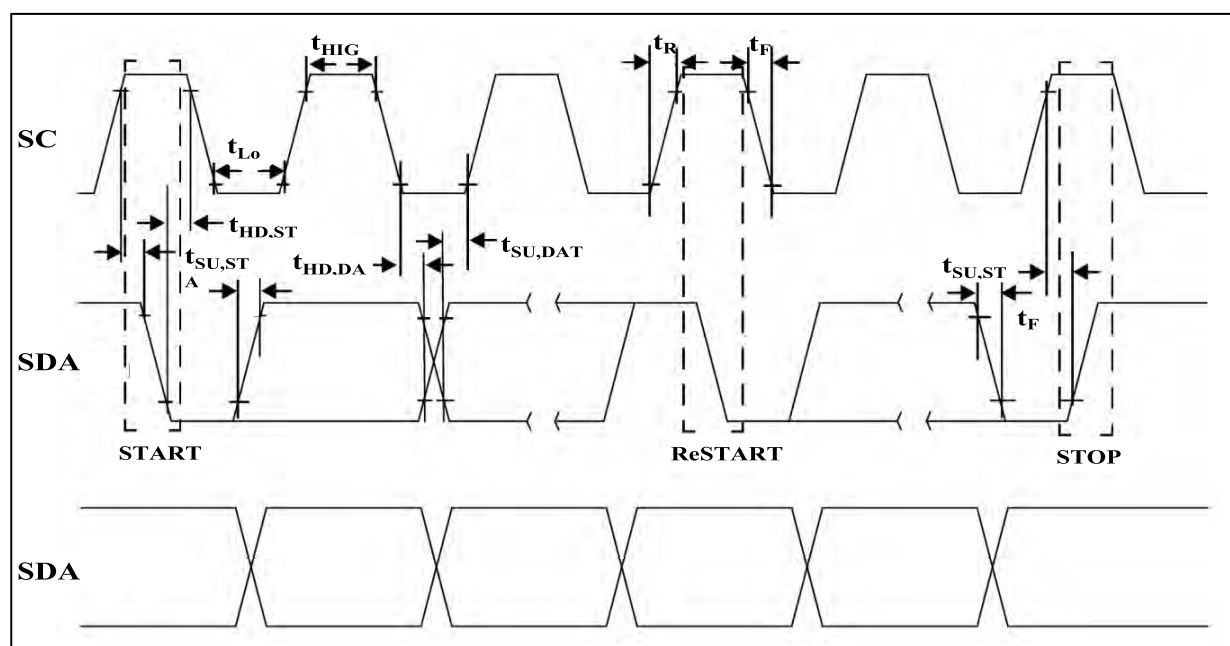 tHIG
tR
tF
SC
tLo
tHD,ST
tSU,ST
A
tHD,DA
tSU,DAT
tSU,ST
tF
SDA
START
ReSTART
STOP
SDA